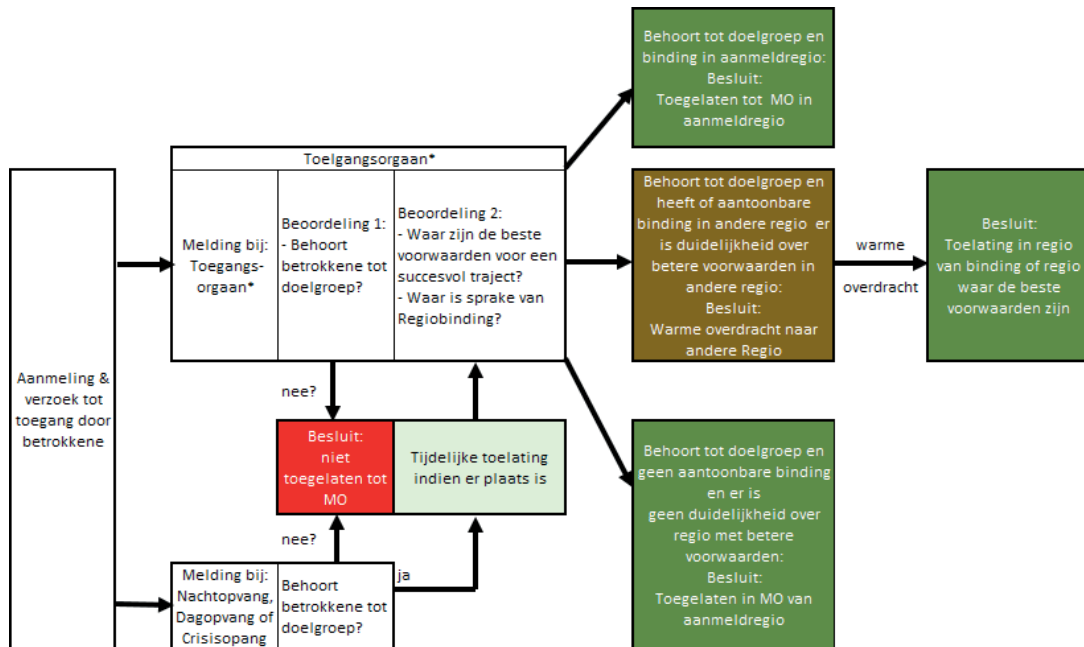 Aanmeling &
verzoek tot
toegang door
betrokkene
Toelgangsorgaan*
Melding bij:
Toegangs-
orgaan*
Beoordeling 1:
- Behoort
betrokkene tot
doelgroep?
Beoordeling 2:
- Waar zijn de beste
voorwaarden voor een
succesvol traject?
- Waar is sprake van
Regiobinding?
nee?
Besluit:
niet
toegelaten tot
MO
Tijdelijke toelating
indien er plaats is
nee?
ja
Melding bij:
Nachtopvang,
Dagopvang of
Crisisopang
Behoort
betrokkene tot
doelgroep?
Behoort tot doelgroep en
binding in aanmeldregio:
Besluit:
Toegelaten tot MO in
aanmeldregio
Behoort tot doelgroep en
heeft of aantoonbare
binding in andere regio er
is duidelijkheid over
betere voorwaarden in
andere regio:
Besluit:
Warme overdracht naar
andere Regio
warme
overdracht
Besluit:
Toelating in regio
van binding of regio
waar de beste
voorwaarden zijn
Behoort tot doelgroep en
geen aantoonbare binding
en er is
geen duidelijkheid over
regio met betere
voorwaarden:
Besluit:
Toegelaten in MO van
aanmeldregio